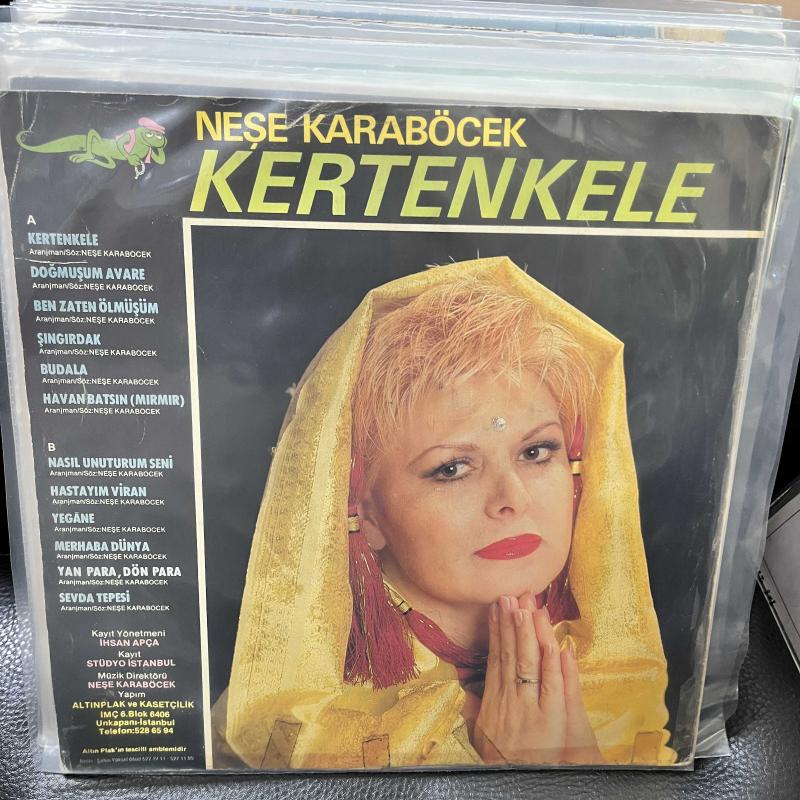 NEŞE KARABÖCEK
KERTENKELE
A
KERTENKELE
Aranjman/Söz:NEŞE KARABÖCEK
DOĞMUŞUM AVARE
Aranjman/Söz:NEŞE KARABÖCEK
BEN ZATEN ÖLMÜŞÜM
Aranjman/Söz:NEŞE KARABÖCEK
ŞINGIRDAK
Aranjman/Söz:NEŞE KARABÖCEK
BUDALA
Aranjman/Söz:NEŞE KARABÖCEK
HAVAN BATSIN (MIRMIR)
Aranjman/Söz:NEŞE KARABÖCEK
B
NASIL UNUTURUM SENİ
Aranjman/Söz:NEŞE KARABÖCEK
HASTAYIM VİRAN
Aranjman/Söz:NEŞE KARABÖCEK
YEGÂNE
Aranjman/Söz:NEŞE KARABÖCEK
MERHABA DÜNYA
Aranjman/Söz:NEŞE KARABÖCEK
YAN PARA, DÖN PARA
Aranjman/Söz:NEŞE KARABÖCEK
SEVDA TEPESİ
Aranjman/Söz:NEŞE KARABÖCEK
Kayıt Yönetmeni
İHSAN APÇA
Kayıt
STÜDYO İSTANBUL
Müzik Direktörü
NEŞE KARABÖCEK
Yapım
ALTINPLAK ve KASETÇİLİK
İMÇ 6.Blok 6406
Unkapanı-İstanbul
Telefon:528 65 94
Altın Plak'ın tescilli amblemidir